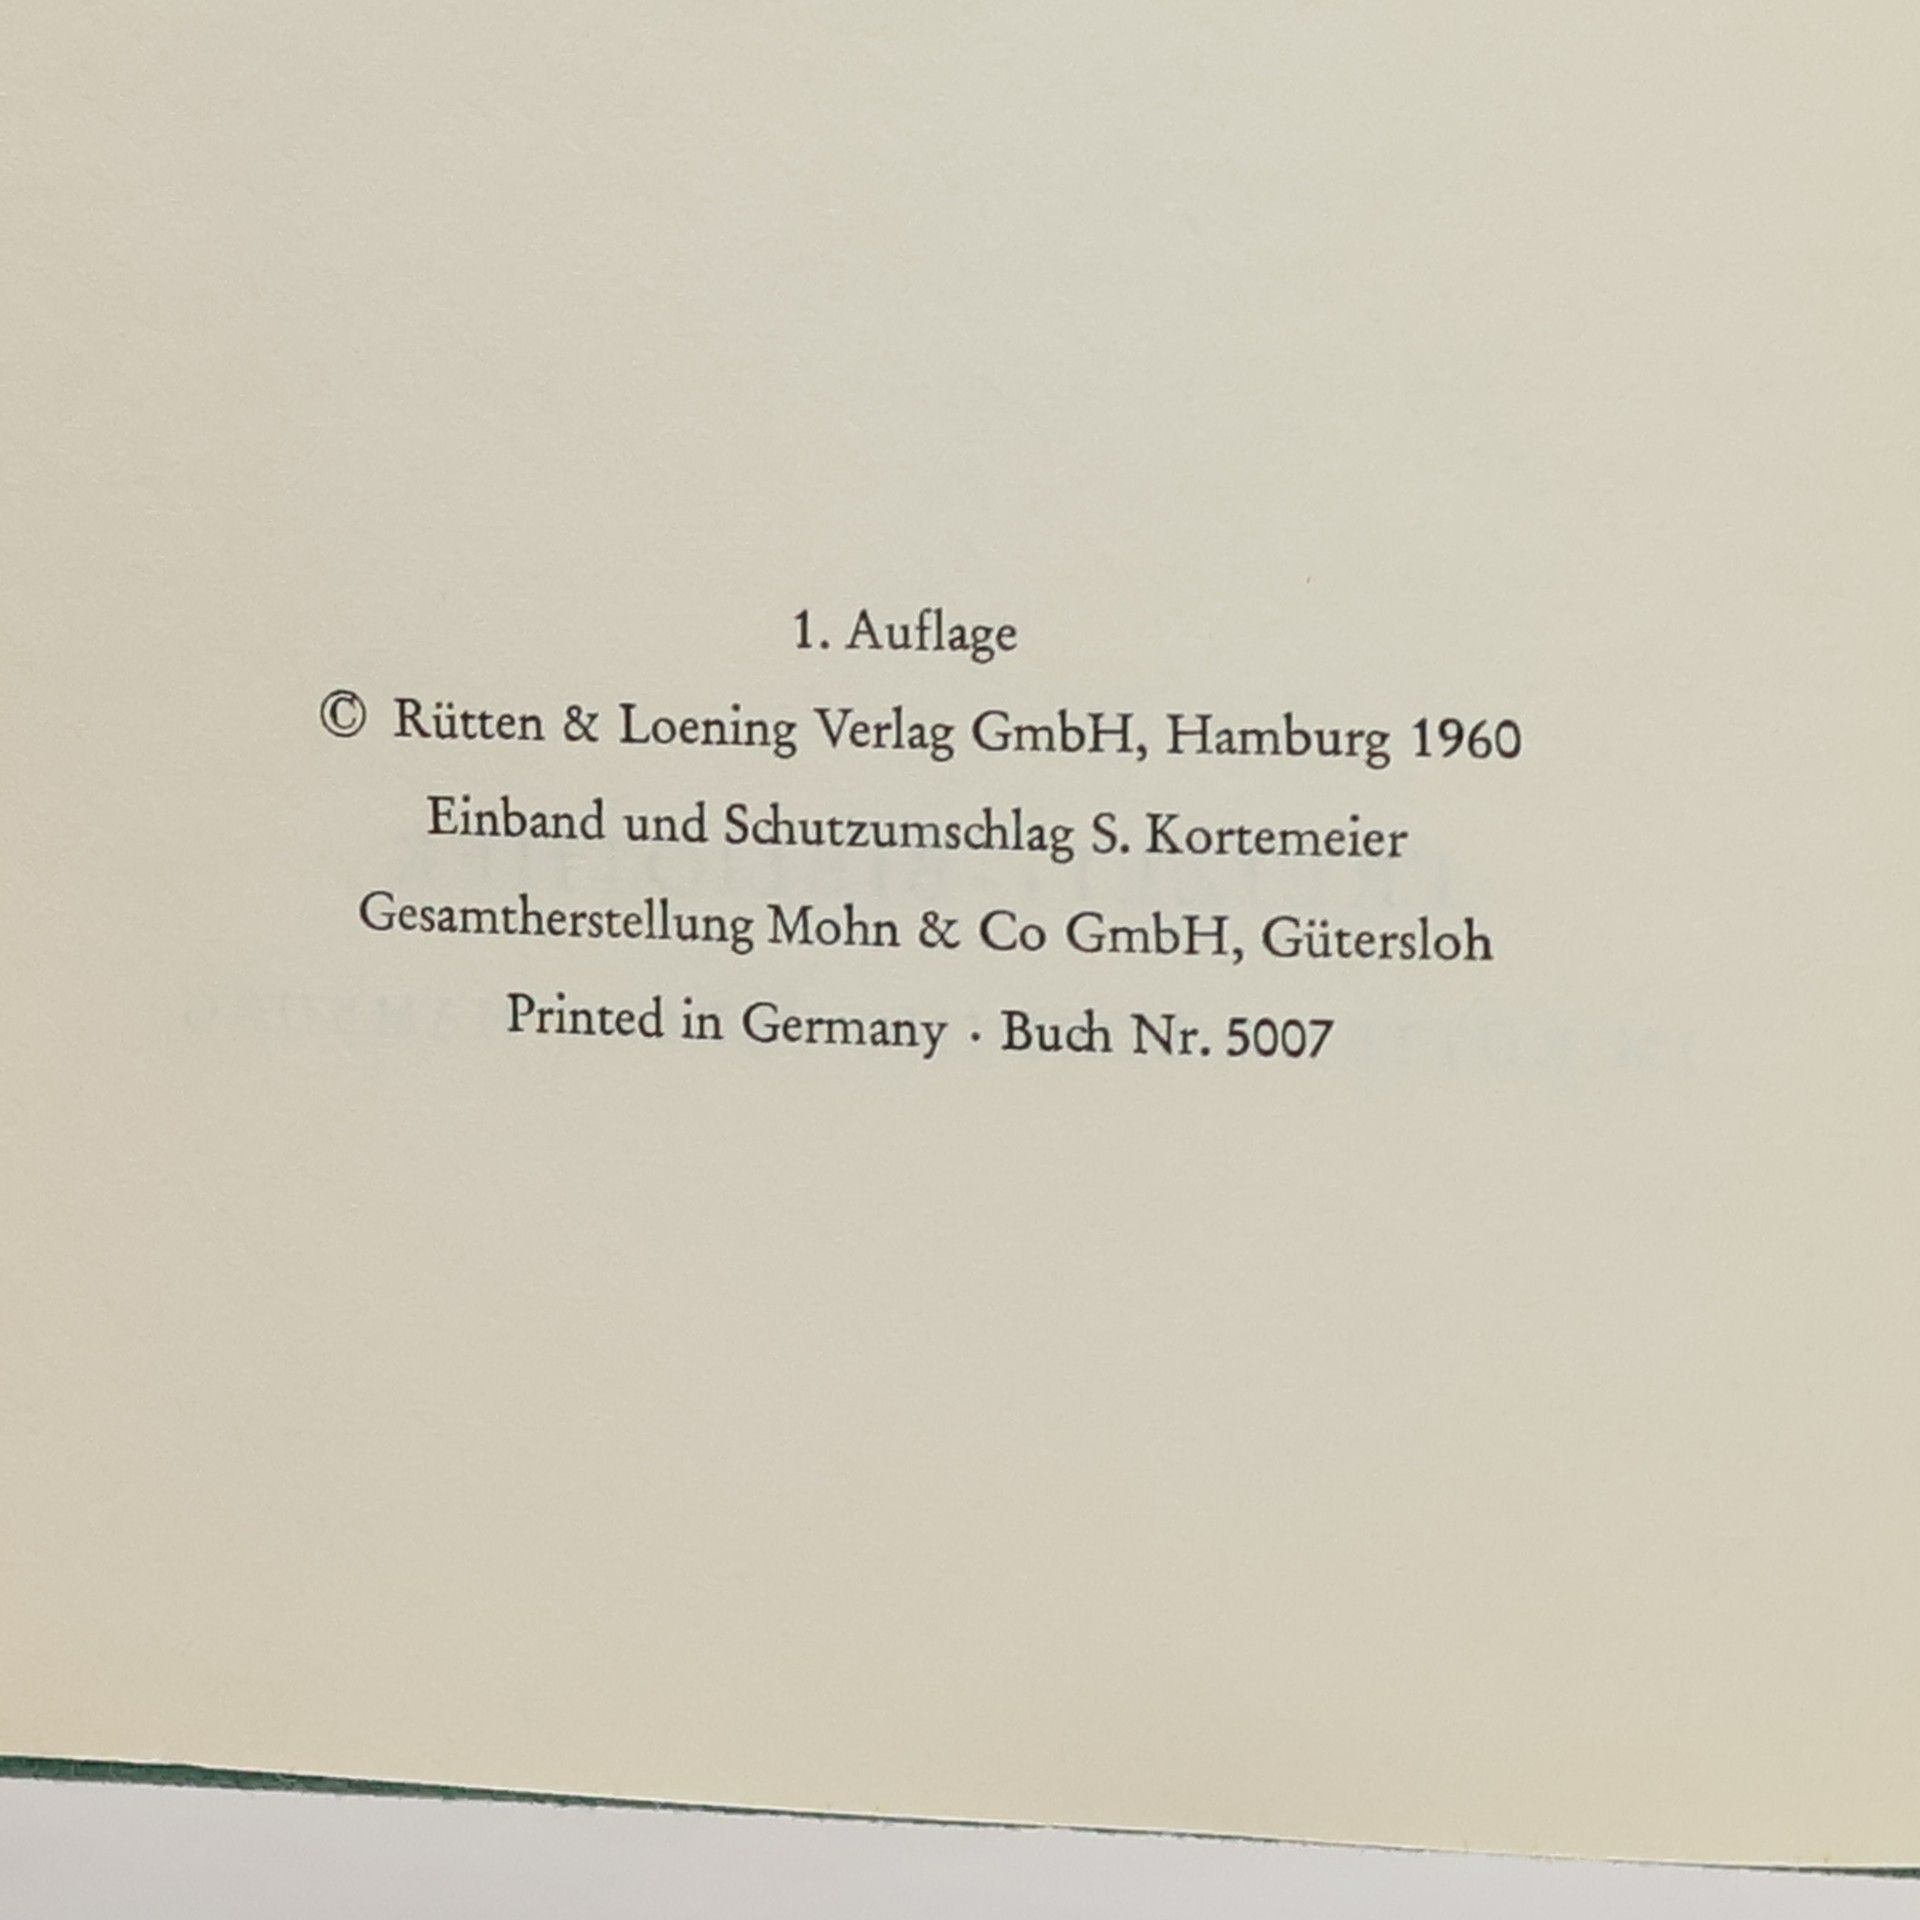 1. Auflage
© Rütten & Loening Verlag GmbH, Hamburg 1960
Einband und Schutzumschlag S. Kortemeier
Gesamtherstellung Mohn & Co GmbH, Gütersloh
Printed in Germany · Buch Nr. 5007